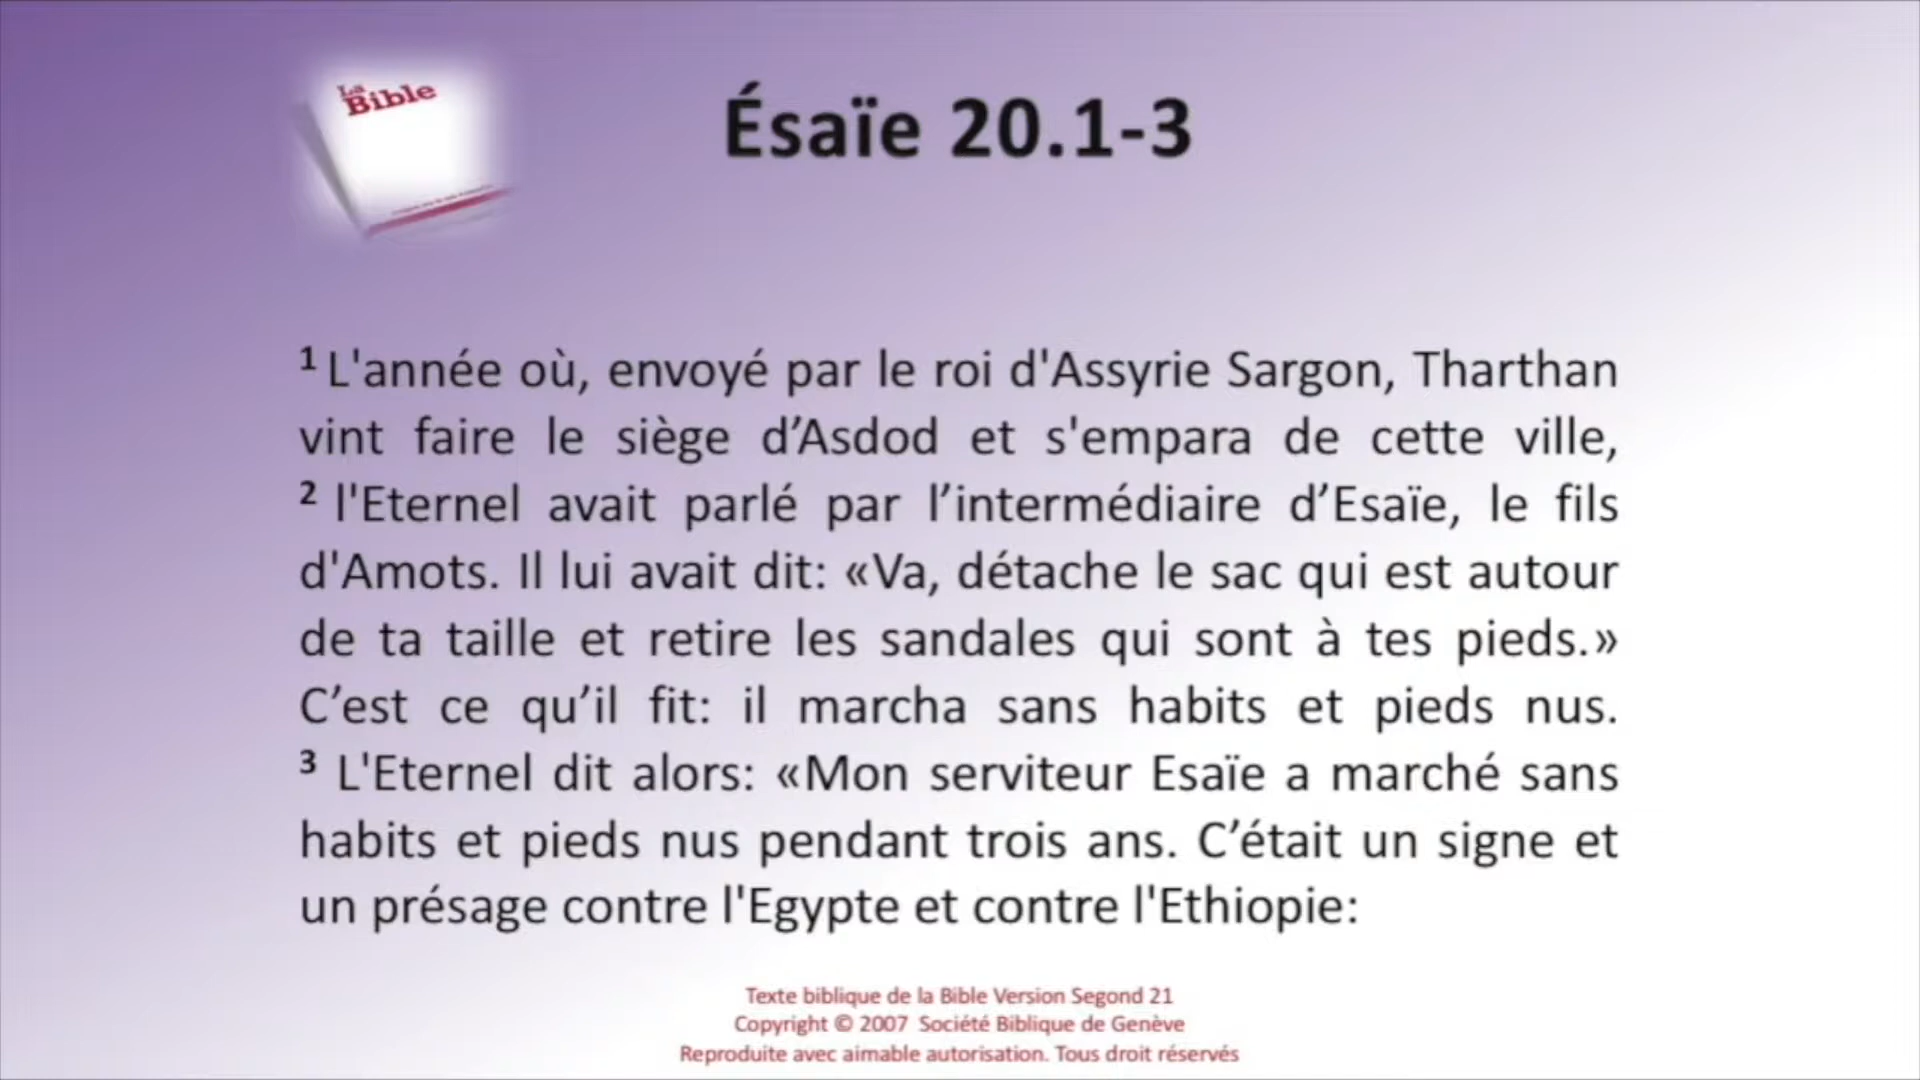 La
Bible
Ésaïe 20.1-3
1 L'année où, envoyé par le roi d'Assyrie Sargon, Tharthan
vint faire le siège d’Asdod et s'empara de cette ville,
2 l'Eternel avait parlé par l’intermédiaire d’Esaïe, le fils
d'Amots. Il lui avait dit: «Va, détache le sac qui est autour
de ta taille et retire les sandales qui sont à tes pieds.»
C’est ce qu’il fit: il marcha sans habits et pieds nus.
3 L'Eternel dit alors: «Mon serviteur Esaïe a marché sans
habits et pieds nus pendant trois ans. C’était un signe et
un présage contre l'Egypte et contre l'Ethiopie:
Texte biblique de la Bible Version Segond 21
Copyright © 2007 Société Biblique de Genève
Reproduite avec aimable autorisation. Tous droit réservés